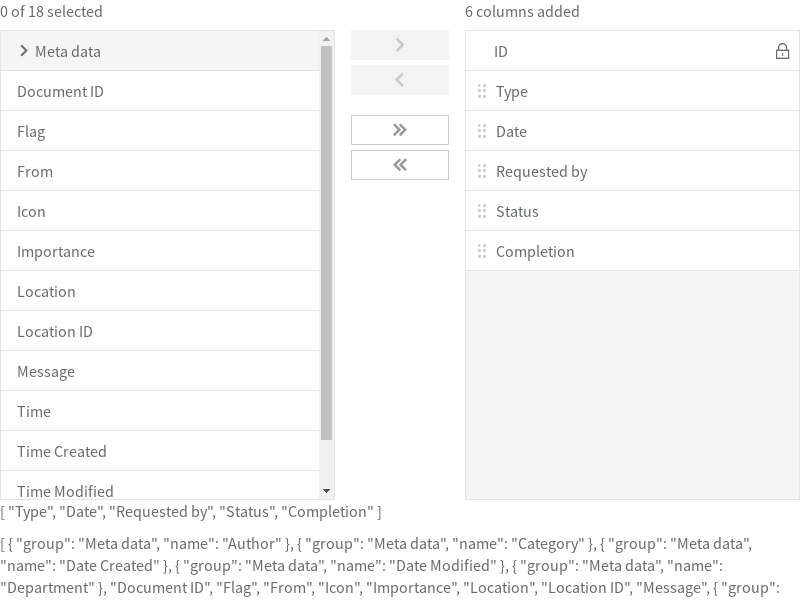 0 of 18 selected
6 columns added
Meta data
Document ID
Flag
From
Icon
Importance
Location
Location ID
Message
Time
Time Created
Time Modified
ID
Type
Date
Requested by
Status
Completion
[ "Type", "Date", "Requested by", "Status", "Completion" ]
[ { "group": "Meta data", "name": "Author" }, { "group": "Meta data", "name": "Category" }, { "group": "Meta data",
"name": "Date Created" }, { "group": "Meta data", "name": "Date Modified" }, { "group": "Meta data", "name":
"Department" }, "Document ID", "Flag", "From", "Icon", "Importance", "Location", "Location ID", "Message", { "group":